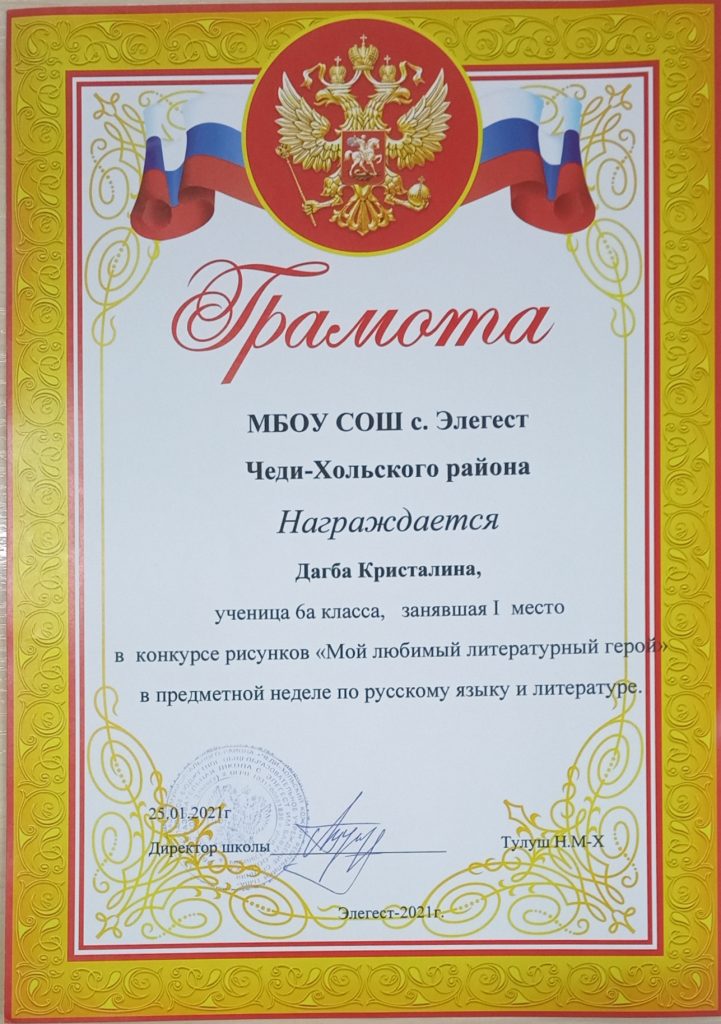 Грамота
МБОУ СОШ с. Элегест
Чеди-Хольского района
Награждается
Дагба Кристалина,
ученица 6а класса, занявшая I место
в конкурсе рисунков «Мой любимый литературный герой»
в предметной неделе по русскому языку и литературе.
25.01.2021г
Директор школы
Тулуш Н.М-Х
Элегест-2021г.